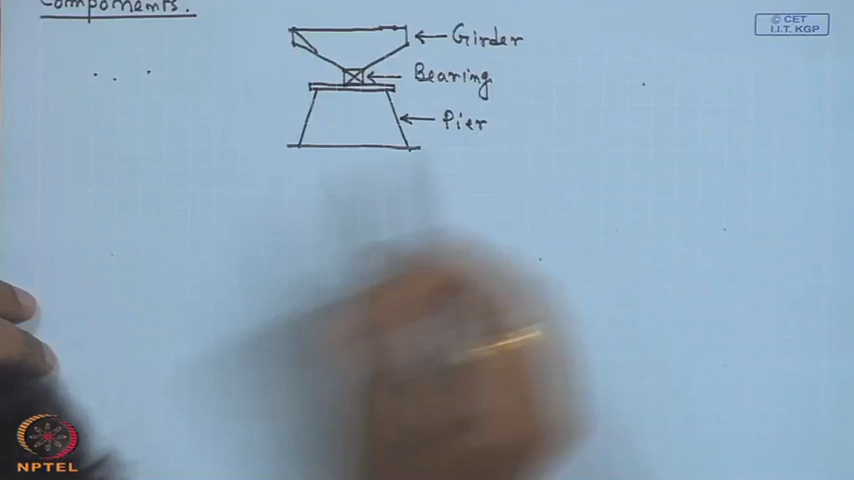 Components.
© CET
I.I.T. KGP
Girder
Bearing
Pier
NPTEL